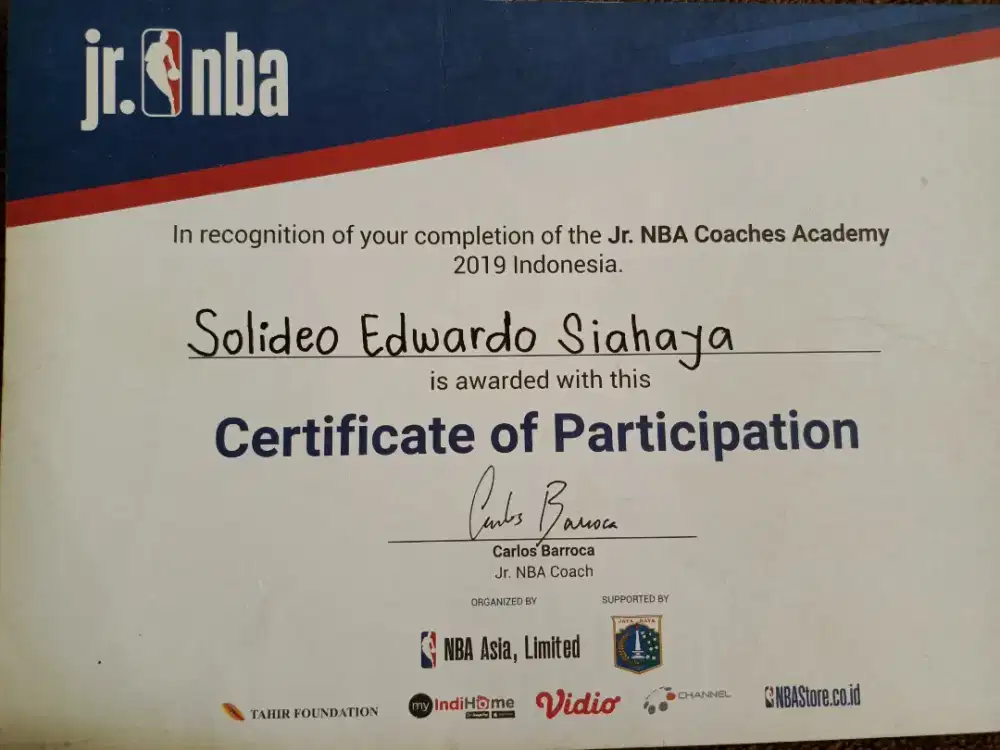 jr. nba
In recognition of your completion of the Jr. NBA Coaches Academy
2019 Indonesia.
Solideo Edwardo Siahaya
is awarded with this
Certificate of Participation
Carlos Barroca
Carlos Barroca
Jr. NBA Coach
ORGANIZED BY SUPPORTED BY
NBA Asia, Limited
JAYA RAYA
TAHIR FOUNDATION my IndiHome Vidio CHANNEL NBAStore.co.id